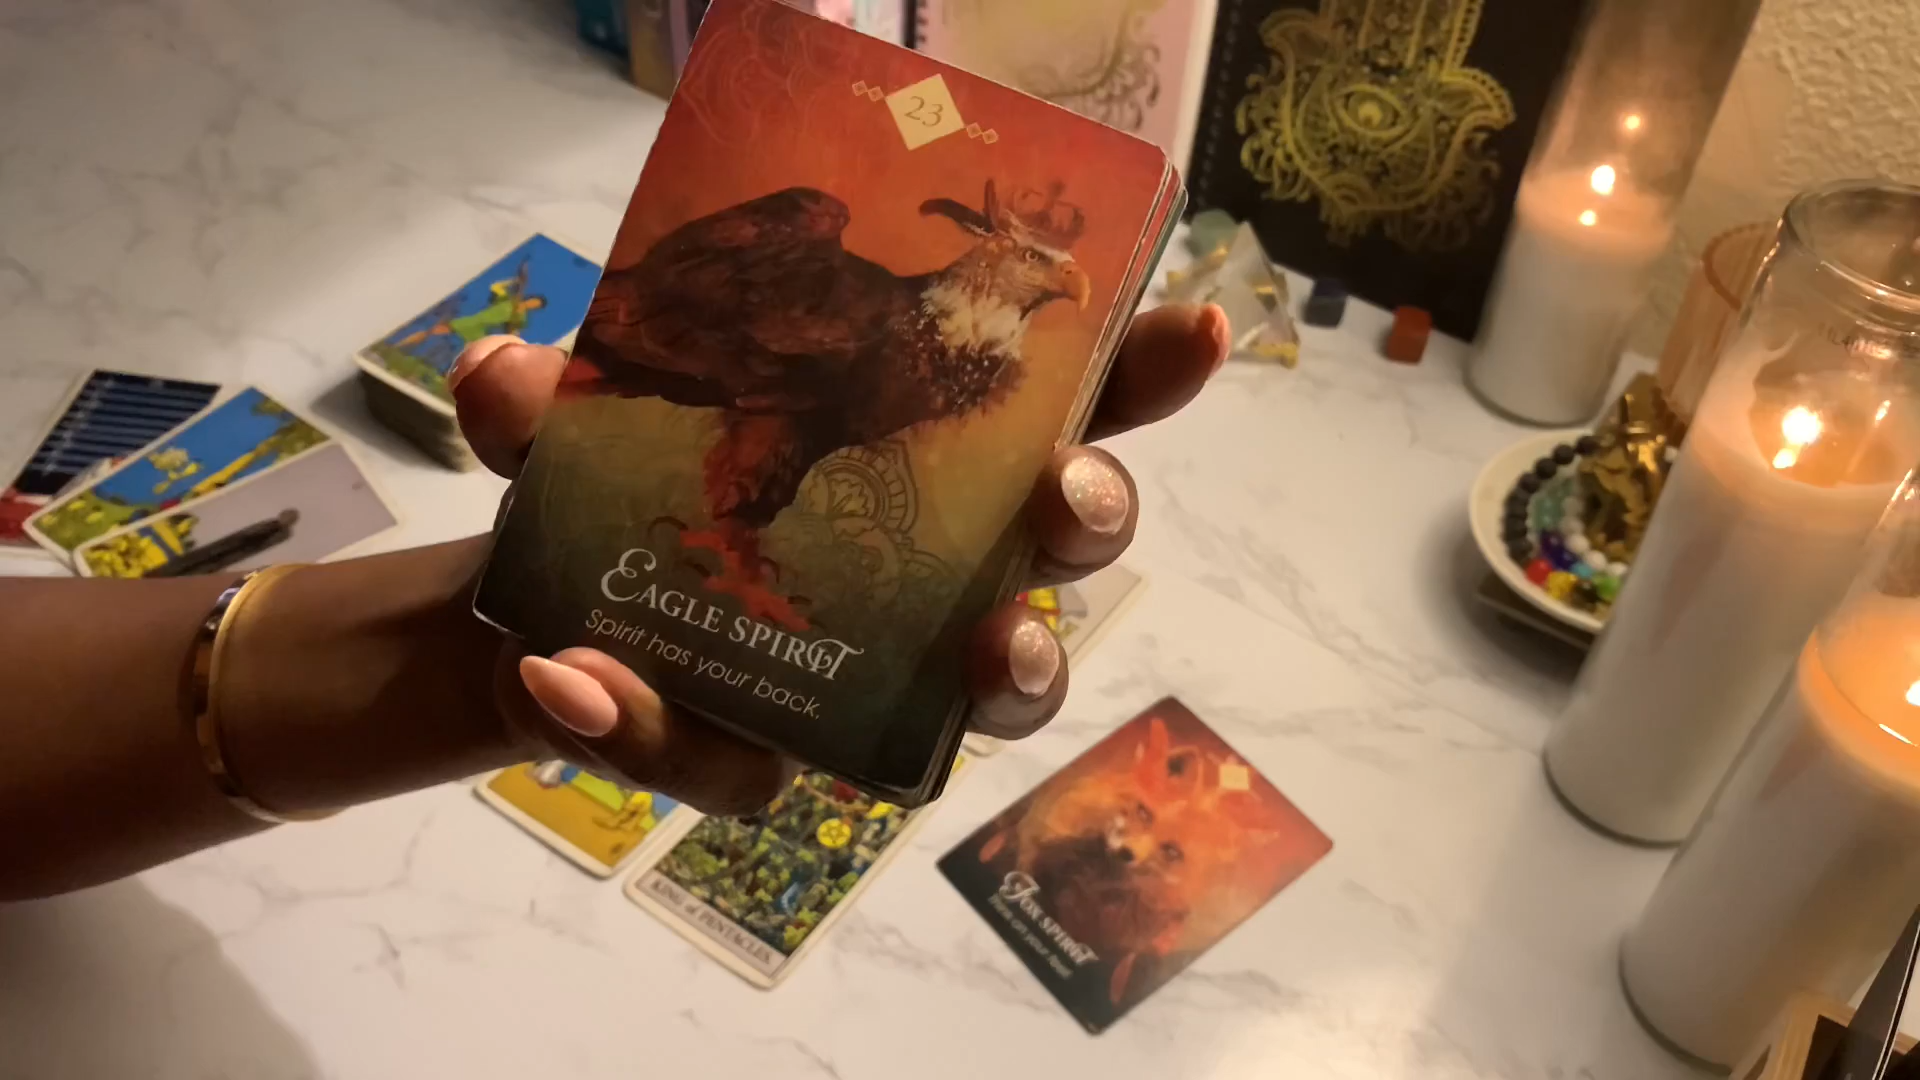 23
EAGLE SPIRIT
Spirit has your back.
KING of PENTACLES.
FOX SPIRIT